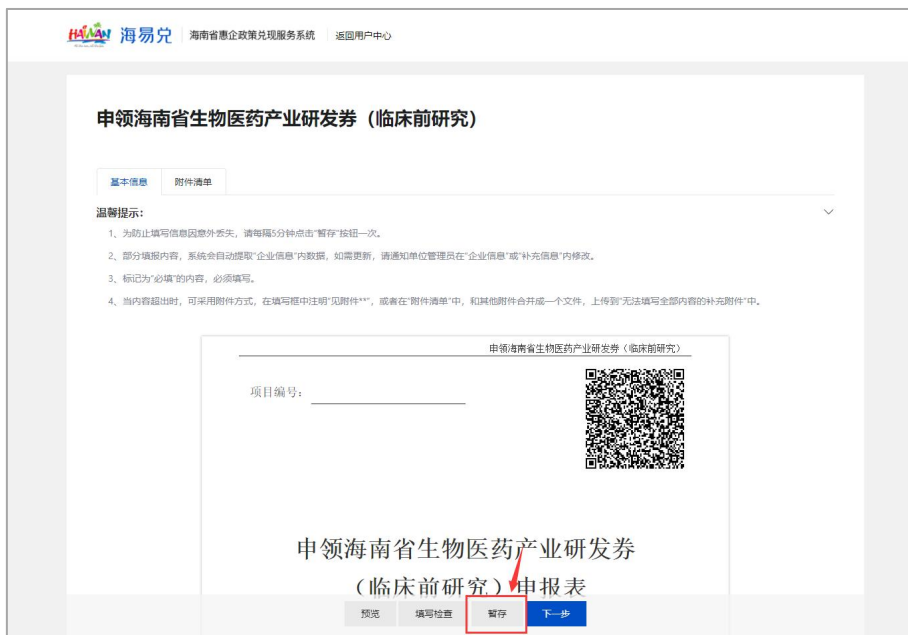 HAINAN 海易兑 海南省惠企政策兑现服务系统 返回用户中心
申领海南省生物医药产业研发券（临床前研究）
基本信息 附件清单
温馨提示：
1、为防止填写信息因意外丢失，请每隔5分钟点击"暂存"按钮一次。
2、部分填报内容，系统会自动提取"企业信息"内数据，如需更新，请通知单位管理员在"企业信息"或"补充信息"内修改。
3、标记为"必填"的内容，必须填写。
4、当内容超出时，可采用附件方式，在填写框中注明"见附件**"，或者在"附件清单"中，和其他附件合并成一个文件，上传到"无法填写全部内容的补充附件"中。
申领海南省生物医药产业研发券（临床前研究）
项目编号：
申领海南省生物医药产业研发券
（临床前研究）申报表
预览 填写检查 暂存 下一步